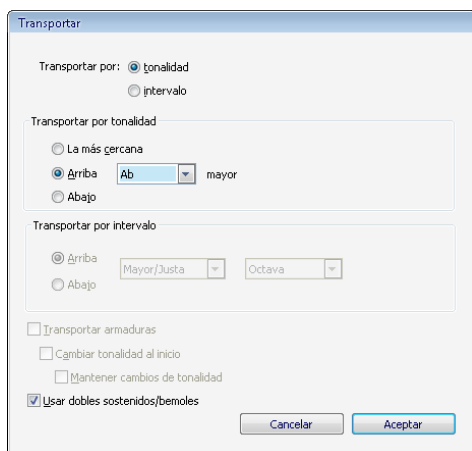 Transportar
Transportar por: tonalidad
intervalo
Transportar por tonalidad
La más cercana
Arriba Ab mayor
Abajo
Transportar por intervalo
Arriba Mayor/Justa Octava
Abajo
Transportar armaduras
Cambiar tonalidad al inicio
Mantener cambios de tonalidad
Usar dobles sostenidos/bemoles
Cancelar Aceptar